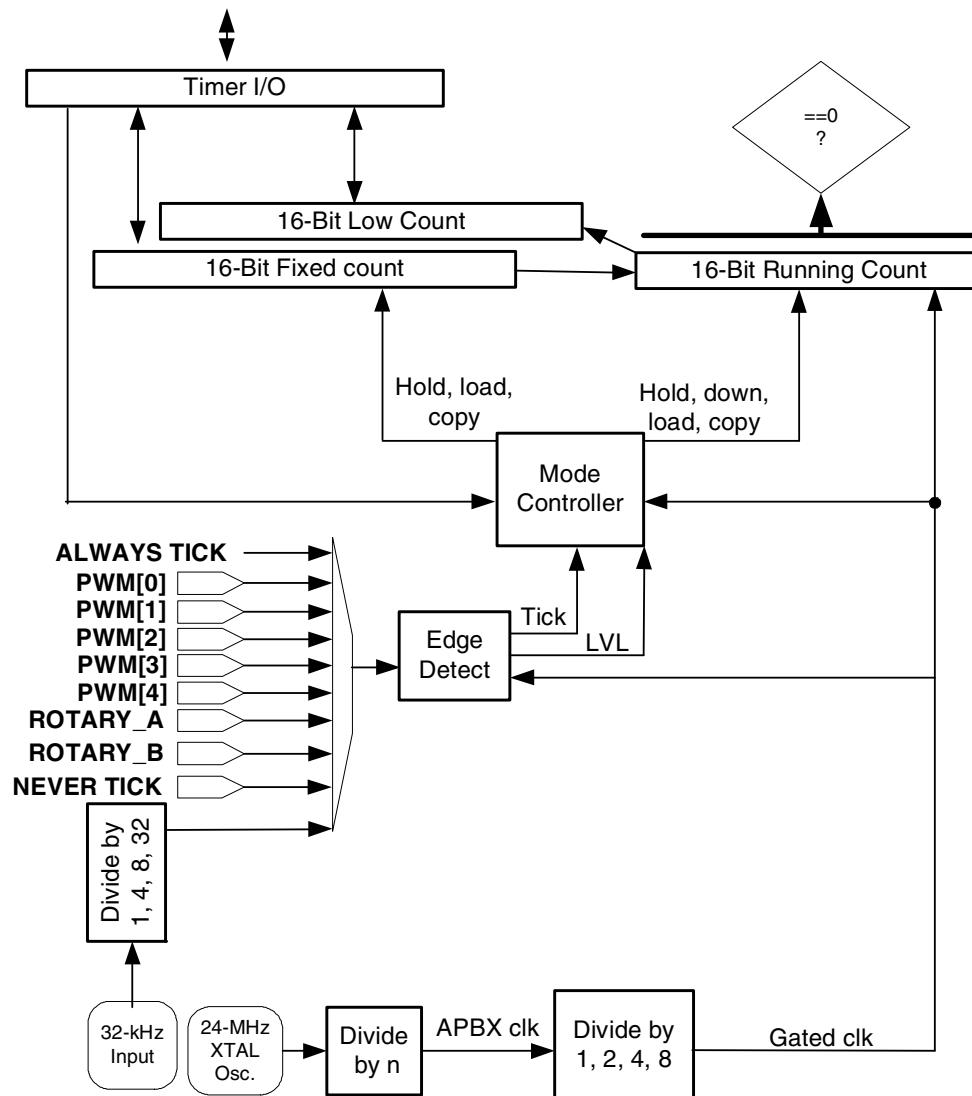 Timer I/O
==0
?
16-Bit Low Count
16-Bit Fixed count
16-Bit Running Count
Hold, load,
copy
Hold, down,
load, copy
Mode
Controller
ALWAYS TICK
PWM[0]
PWM[1]
PWM[2]
PWM[3]
PWM[4]
ROTARY_A
ROTARY_B
NEVER TICK
Edge
Detect
Tick
LVL
Divide by
1, 4, 8, 32
32-kHz
Input
24-MHz
XTAL
Osc.
Divide
by n
APBX clk
Divide by
1, 2, 4, 8
Gated clk